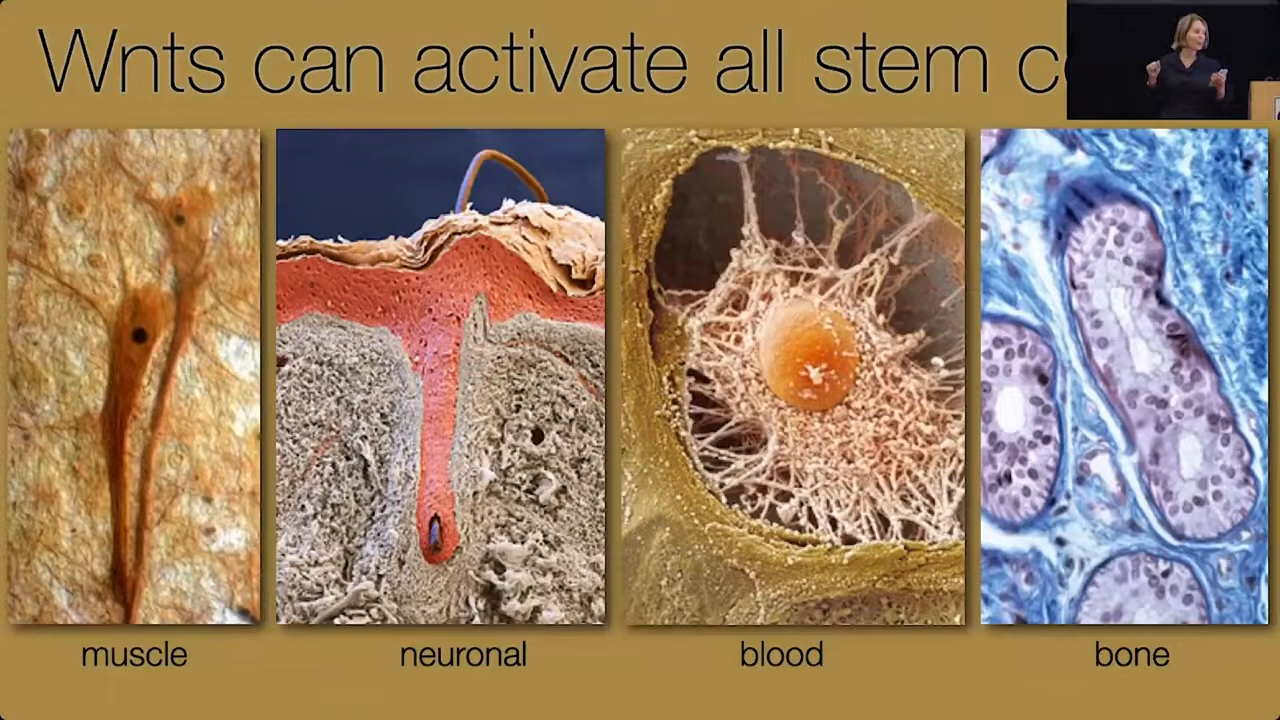 Wnts can activate all stem
muscle
neuronal
blood
bone